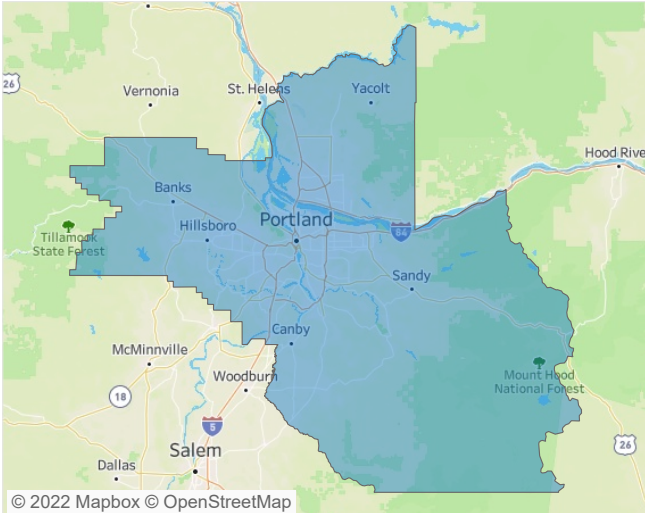 26
Vernonia
St. Helens
Yacolt
Hood River
Banks
Portland
Hillsboro
84
Tillamook
State Forest
Sandy
Canby
McMinnville
Mount Hood
National Forest
Woodburn
18
5
26
Salem
Dallas
© 2022 Mapbox © OpenStreetMap